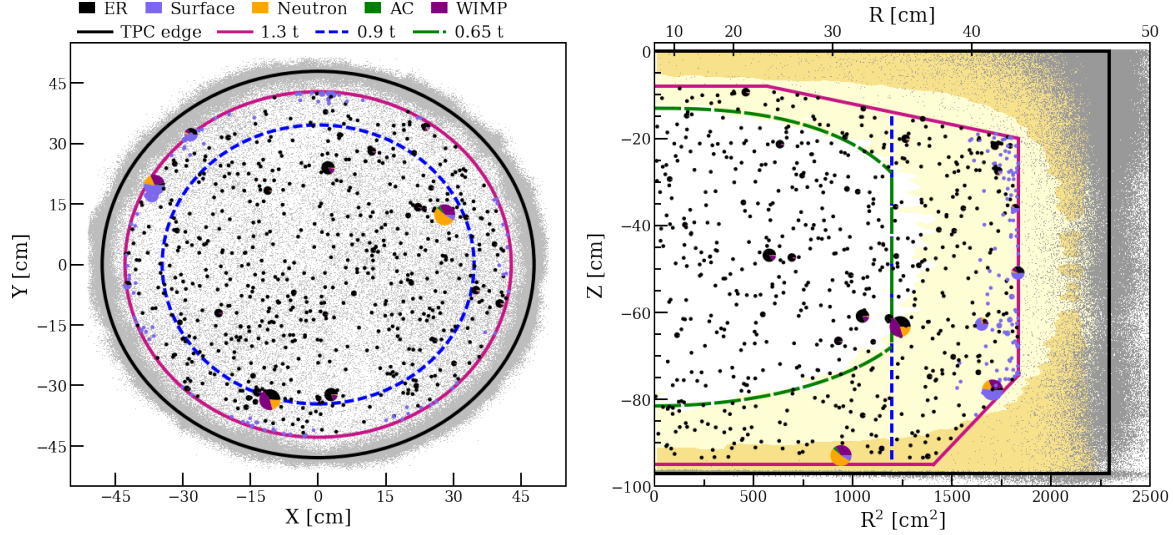 ER Surface Neutron AC WIMP
TPC edge 1.3 t 0.9 t 0.65 t
45
30
15
0
−15
−30
−45
Y [cm]
−45 −30 −15 0 15 30 45
X [cm]
R [cm]
10 20 30 40 50
0
−20
−40
−60
−80
−100
Z [cm]
0 500 1000 1500 2000 2500
R² [cm²]